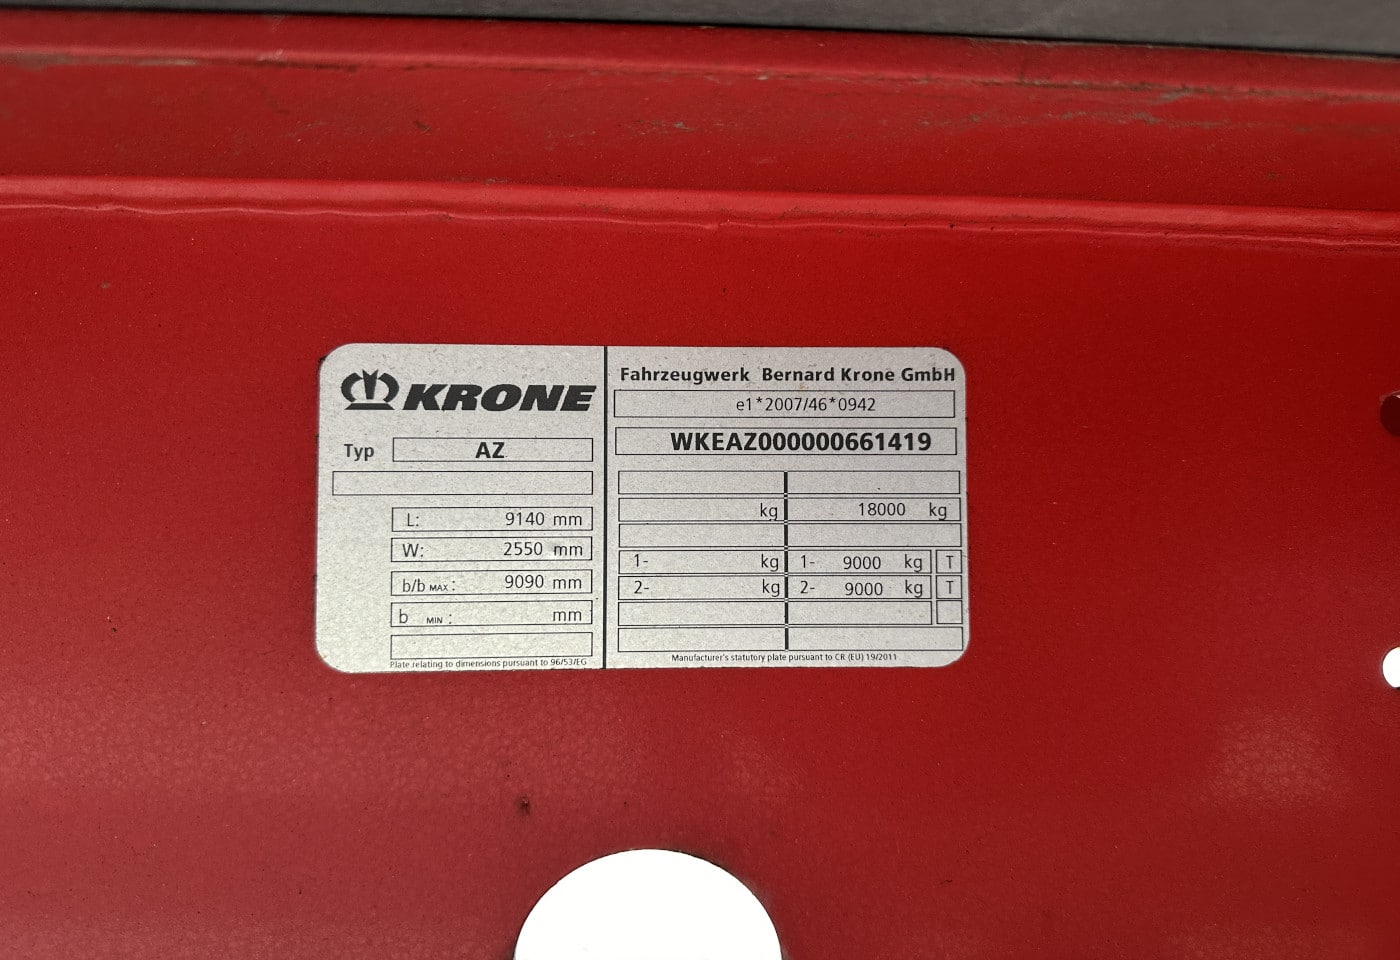 KRONE
Typ AZ
L: 9140 mm
W: 2550 mm
b/b MAX: 9090 mm
b MIN: mm
Plate relating to dimensions pursuant to 96/53/EG
Fahrzeugwerk Bernard Krone GmbH
e1*2007/46*0942
WKEAZ000000661419
kg 18000 kg
1- kg 1- 9000 kg T
2- kg 2- 9000 kg T
Manufacturer's statutory plate pursuant to CR (EU) 19/2011